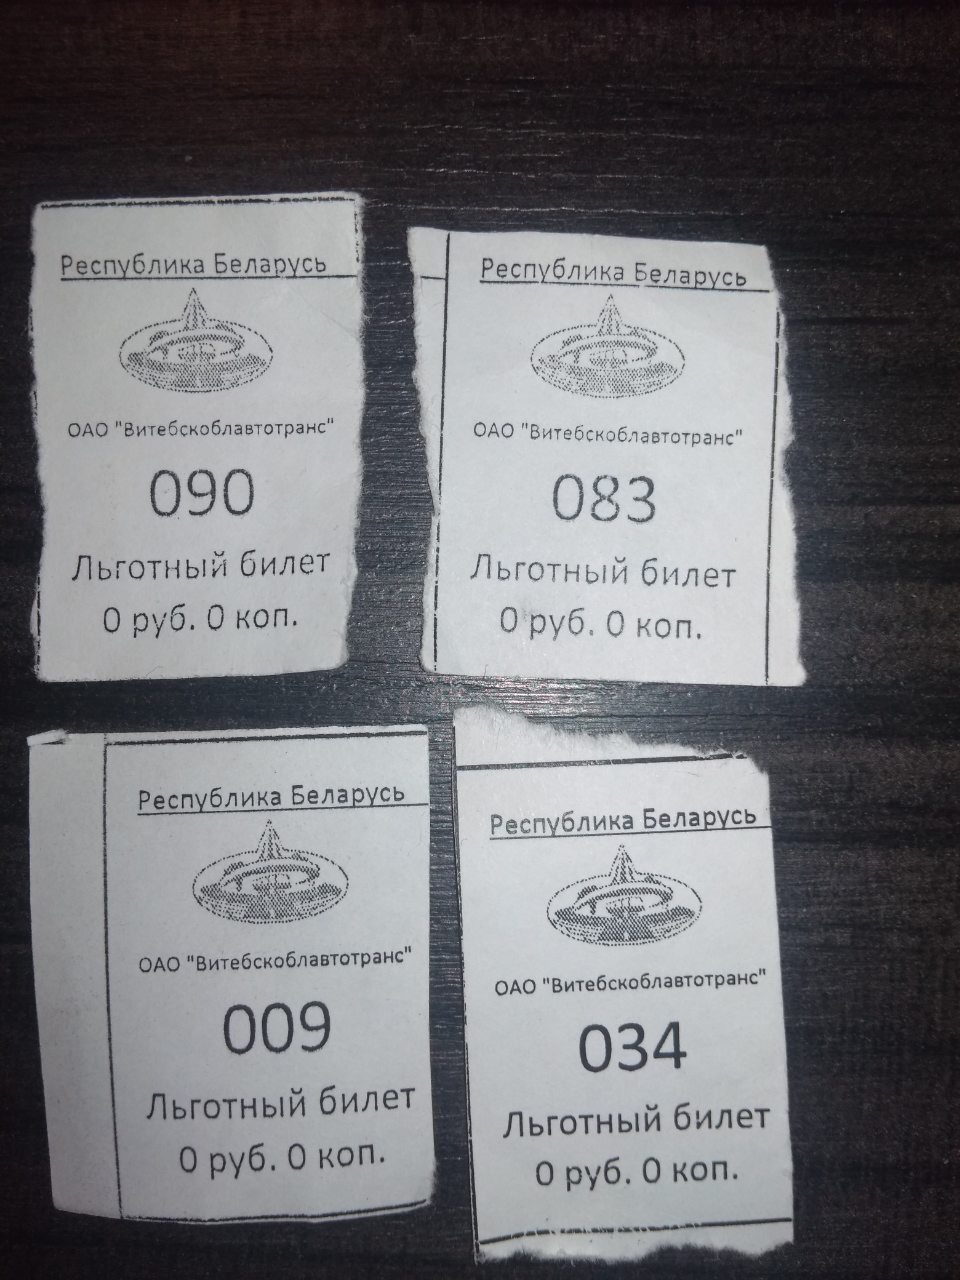 Республика Беларусь
ОАО "Витебскоблавтотранс"
090
Льготный билет
0 руб. 0 коп.
Республика Беларусь
ОАО "Витебскоблавтотранс"
083
Льготный билет
0 руб. 0 коп.
Республика Беларусь
ОАО "Витебскоблавтотранс"
009
Льготный билет
0 руб. 0 коп.
Республика Беларусь
ОАО "Витебскоблавтотранс"
034
Льготный билет
0 руб. 0 коп.